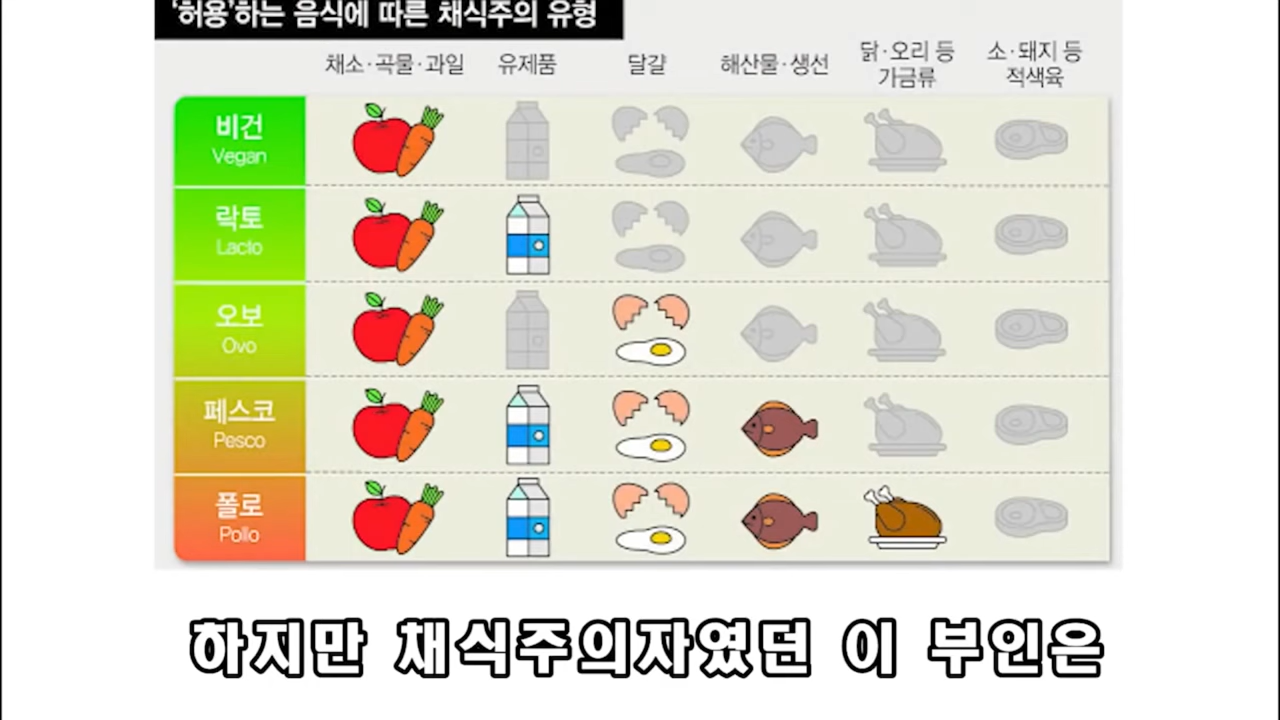 '허용'하는 음식에 따른 채식주의 유형
채소·곡물·과일 유제품 달걀 해산물·생선 닭·오리 등 가금류 소·돼지 등 적색육
비건
Vegan
락토
Lacto
오보
Ovo
페스코
Pesco
폴로
Pollo
하지만 채식주의자였던 이 부인은